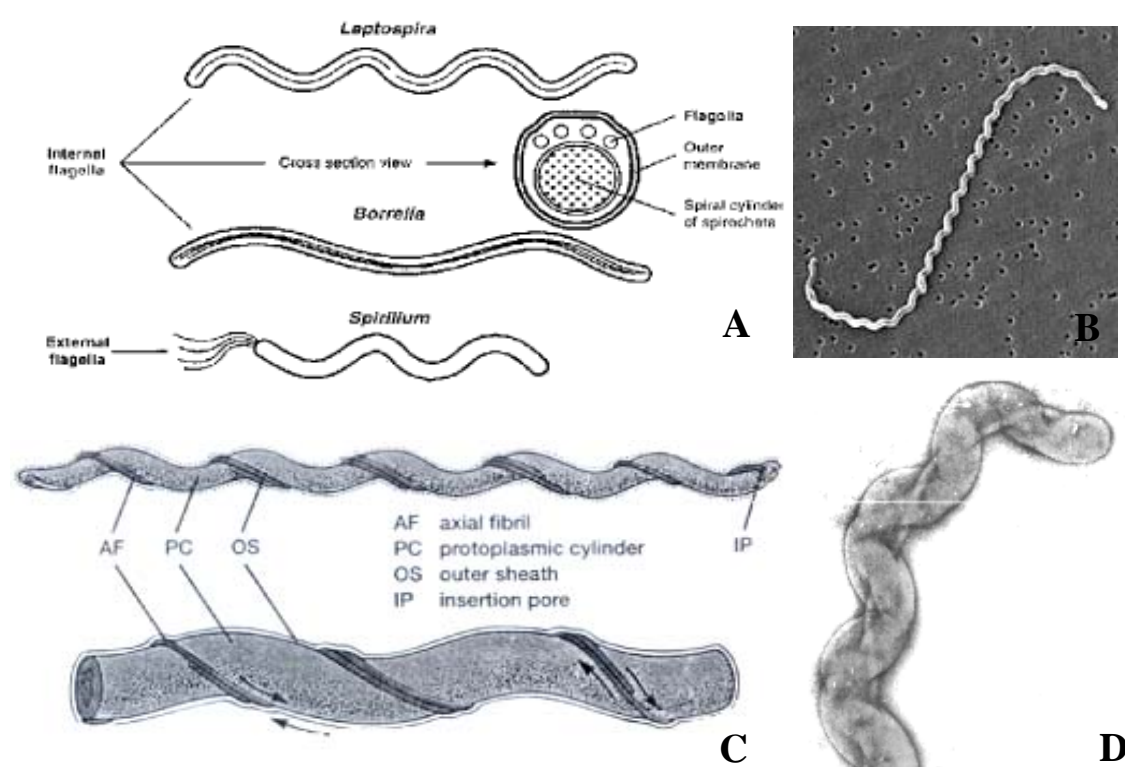 Leptospira
Internal
flagella
Cross section view
Flagella
Outer
membrane
Spiral cylinder
of spirochete
Borrelia
Spirillum
External
flagella
A
B
AF
PC
OS
AF axial fibril
PC protoplasmic cylinder
OS outer sheath
IP insertion pore
IP
C
D